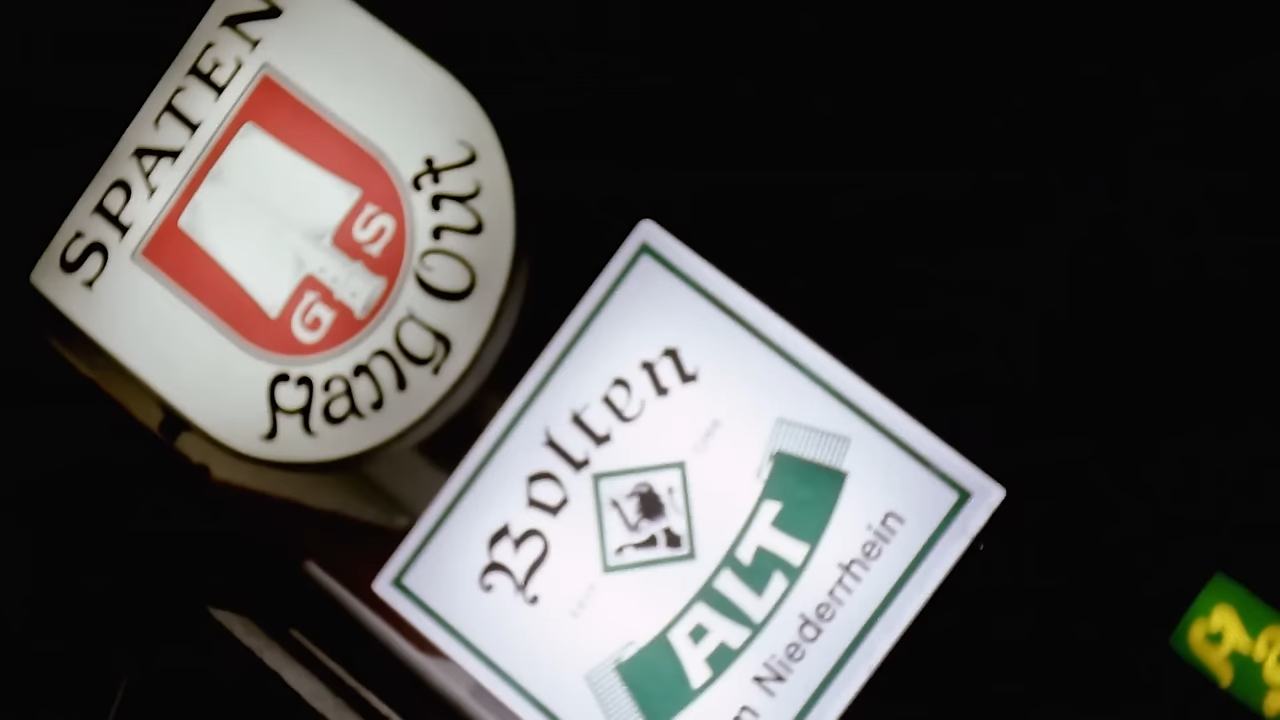 SPATEN
G S
Hang Out
Bolten
ALT
Niederrhein